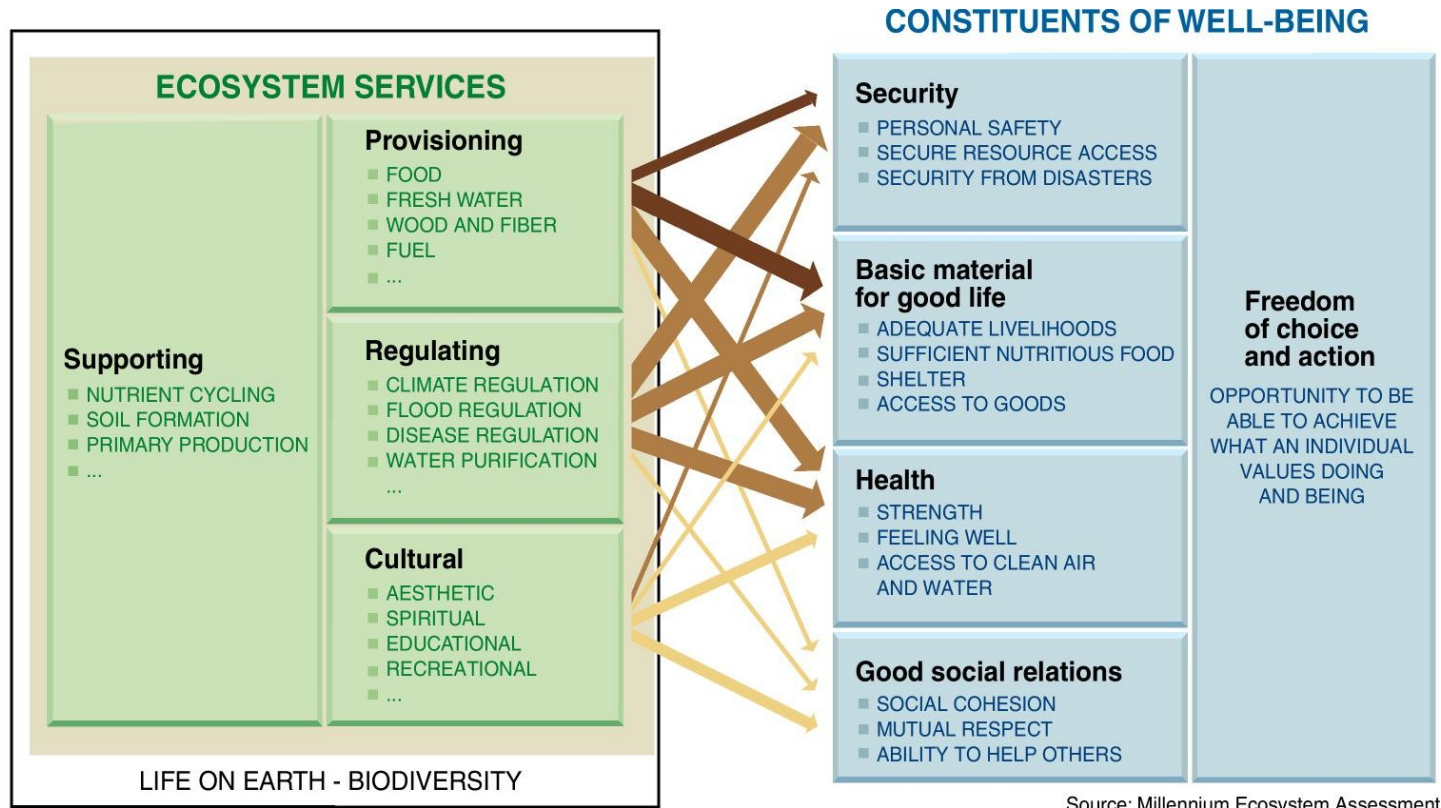 CONSTITUENTS OF WELL-BEING
ECOSYSTEM SERVICES
Supporting
NUTRIENT CYCLING
SOIL FORMATION
PRIMARY PRODUCTION
...
Provisioning
FOOD
FRESH WATER
WOOD AND FIBER
FUEL
...
Regulating
CLIMATE REGULATION
FLOOD REGULATION
DISEASE REGULATION
WATER PURIFICATION
...
Cultural
AESTHETIC
SPIRITUAL
EDUCATIONAL
RECREATIONAL
...
LIFE ON EARTH - BIODIVERSITY
Security
PERSONAL SAFETY
SECURE RESOURCE ACCESS
SECURITY FROM DISASTERS
Basic material
for good life
ADEQUATE LIVELIHOODS
SUFFICIENT NUTRITIOUS FOOD
SHELTER
ACCESS TO GOODS
Health
STRENGTH
FEELING WELL
ACCESS TO CLEAN AIR
AND WATER
Good social relations
SOCIAL COHESION
MUTUAL RESPECT
ABILITY TO HELP OTHERS
Freedom
of choice
and action
OPPORTUNITY TO BE
ABLE TO ACHIEVE
WHAT AN INDIVIDUAL
VALUES DOING
AND BEING
Source: Millennium Ecosystem Assessment